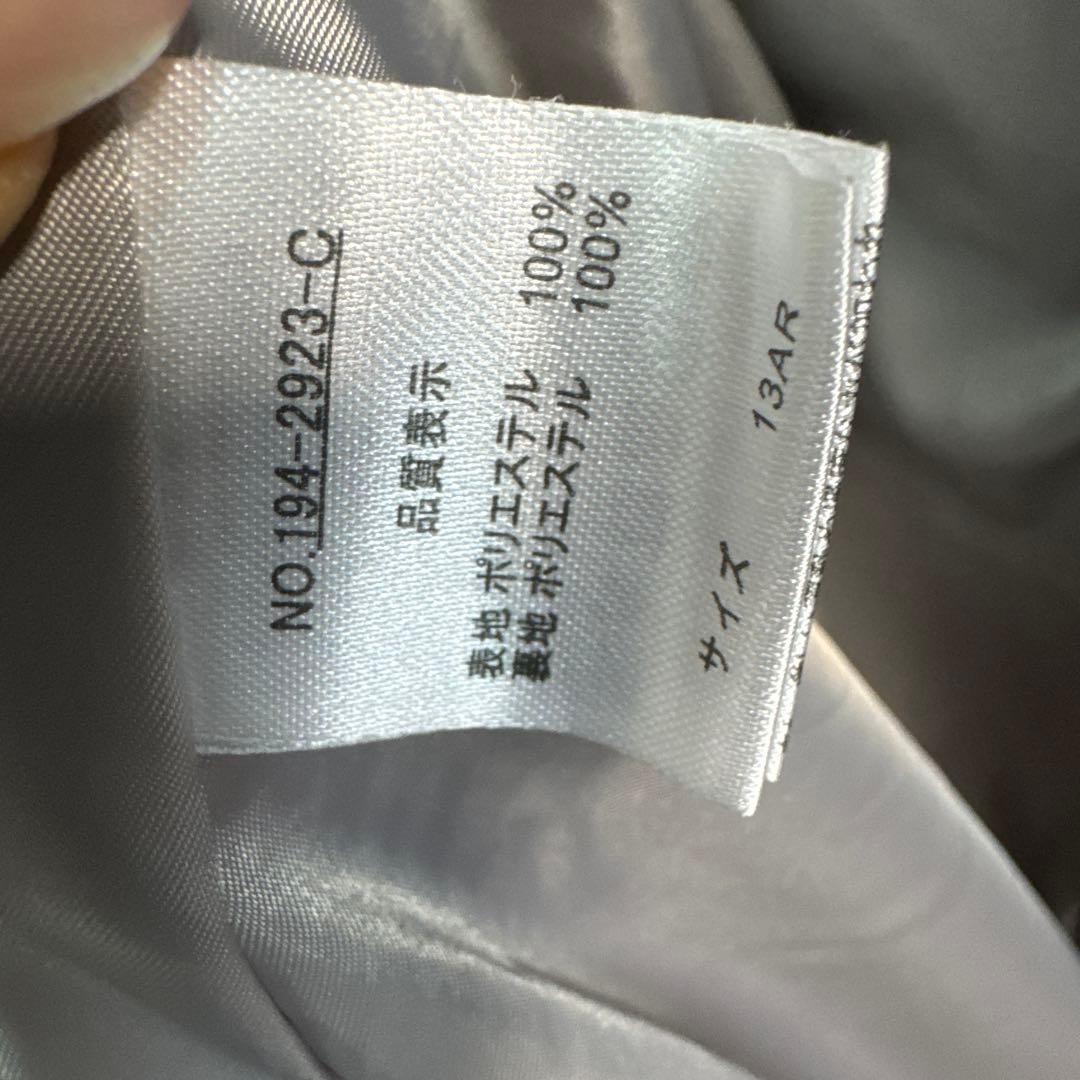 NO.194-2923-C
品質表示
表地 ポリエステル 100%
裏地 ポリエステル 100%
サイズ 13AR